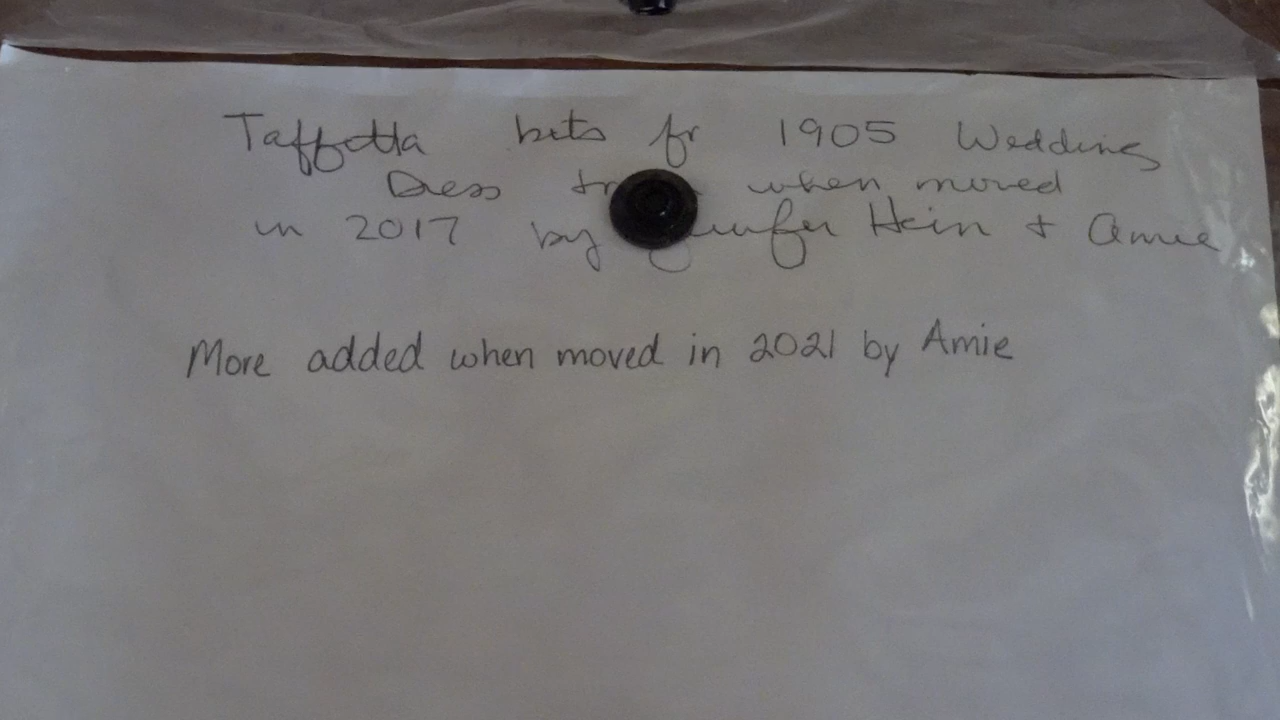 Taffetta bits fr 1905 Wedding
Dress when moved
in 2017 by Hein + Amie
More added when moved in 2021 by Amie